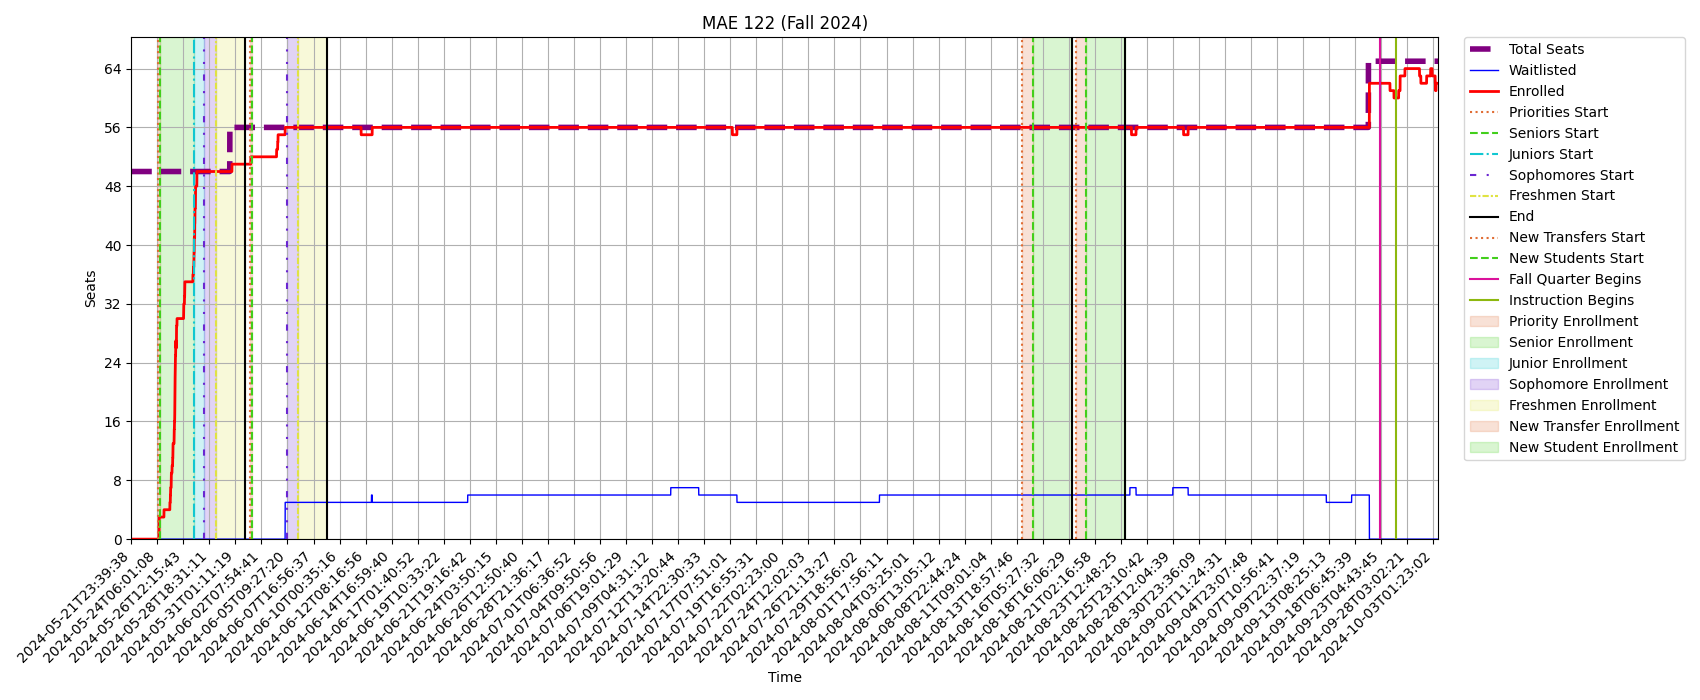 MAE 122 (Fall 2024)
Seats
64
56
48
40
32
24
16
8
0
2024-05-21T23:39:38
2024-05-24T06:01:08
2024-05-26T12:15:43
2024-05-28T18:31:11
2024-05-31T01:11:19
2024-06-02T07:54:41
2024-06-05T09:27:20
2024-06-07T16:56:37
2024-06-10T00:35:16
2024-06-12T08:16:56
2024-06-14T16:59:40
2024-06-17T01:40:52
2024-06-19T10:33:22
2024-06-21T19:16:42
2024-06-24T03:50:15
2024-06-26T12:50:40
2024-06-28T21:36:17
2024-07-01T06:36:52
2024-07-04T09:50:56
2024-07-06T19:01:29
2024-07-09T04:31:12
2024-07-12T13:20:44
2024-07-14T22:30:33
2024-07-17T07:51:01
2024-07-19T16:55:31
2024-07-22T02:23:00
2024-07-24T12:02:03
2024-07-26T21:13:27
2024-07-29T18:56:02
2024-08-01T17:56:11
2024-08-04T03:25:01
2024-08-06T13:05:12
2024-08-08T22:44:24
2024-08-11T09:01:04
2024-08-13T18:57:46
2024-08-16T05:27:32
2024-08-18T16:06:29
2024-08-21T02:16:58
2024-08-23T12:48:25
2024-08-25T23:10:42
2024-08-28T12:04:39
2024-08-30T23:36:09
2024-09-02T11:24:31
2024-09-04T23:07:48
2024-09-07T10:56:41
2024-09-09T22:37:19
2024-09-13T08:25:13
2024-09-18T06:45:39
2024-09-23T04:43:45
2024-09-28T03:02:21
2024-10-03T01:23:02
Time
Total Seats
Waitlisted
Enrolled
Priorities Start
Seniors Start
Juniors Start
Sophomores Start
Freshmen Start
End
New Transfers Start
New Students Start
Fall Quarter Begins
Instruction Begins
Priority Enrollment
Senior Enrollment
Junior Enrollment
Sophomore Enrollment
Freshmen Enrollment
New Transfer Enrollment
New Student Enrollment